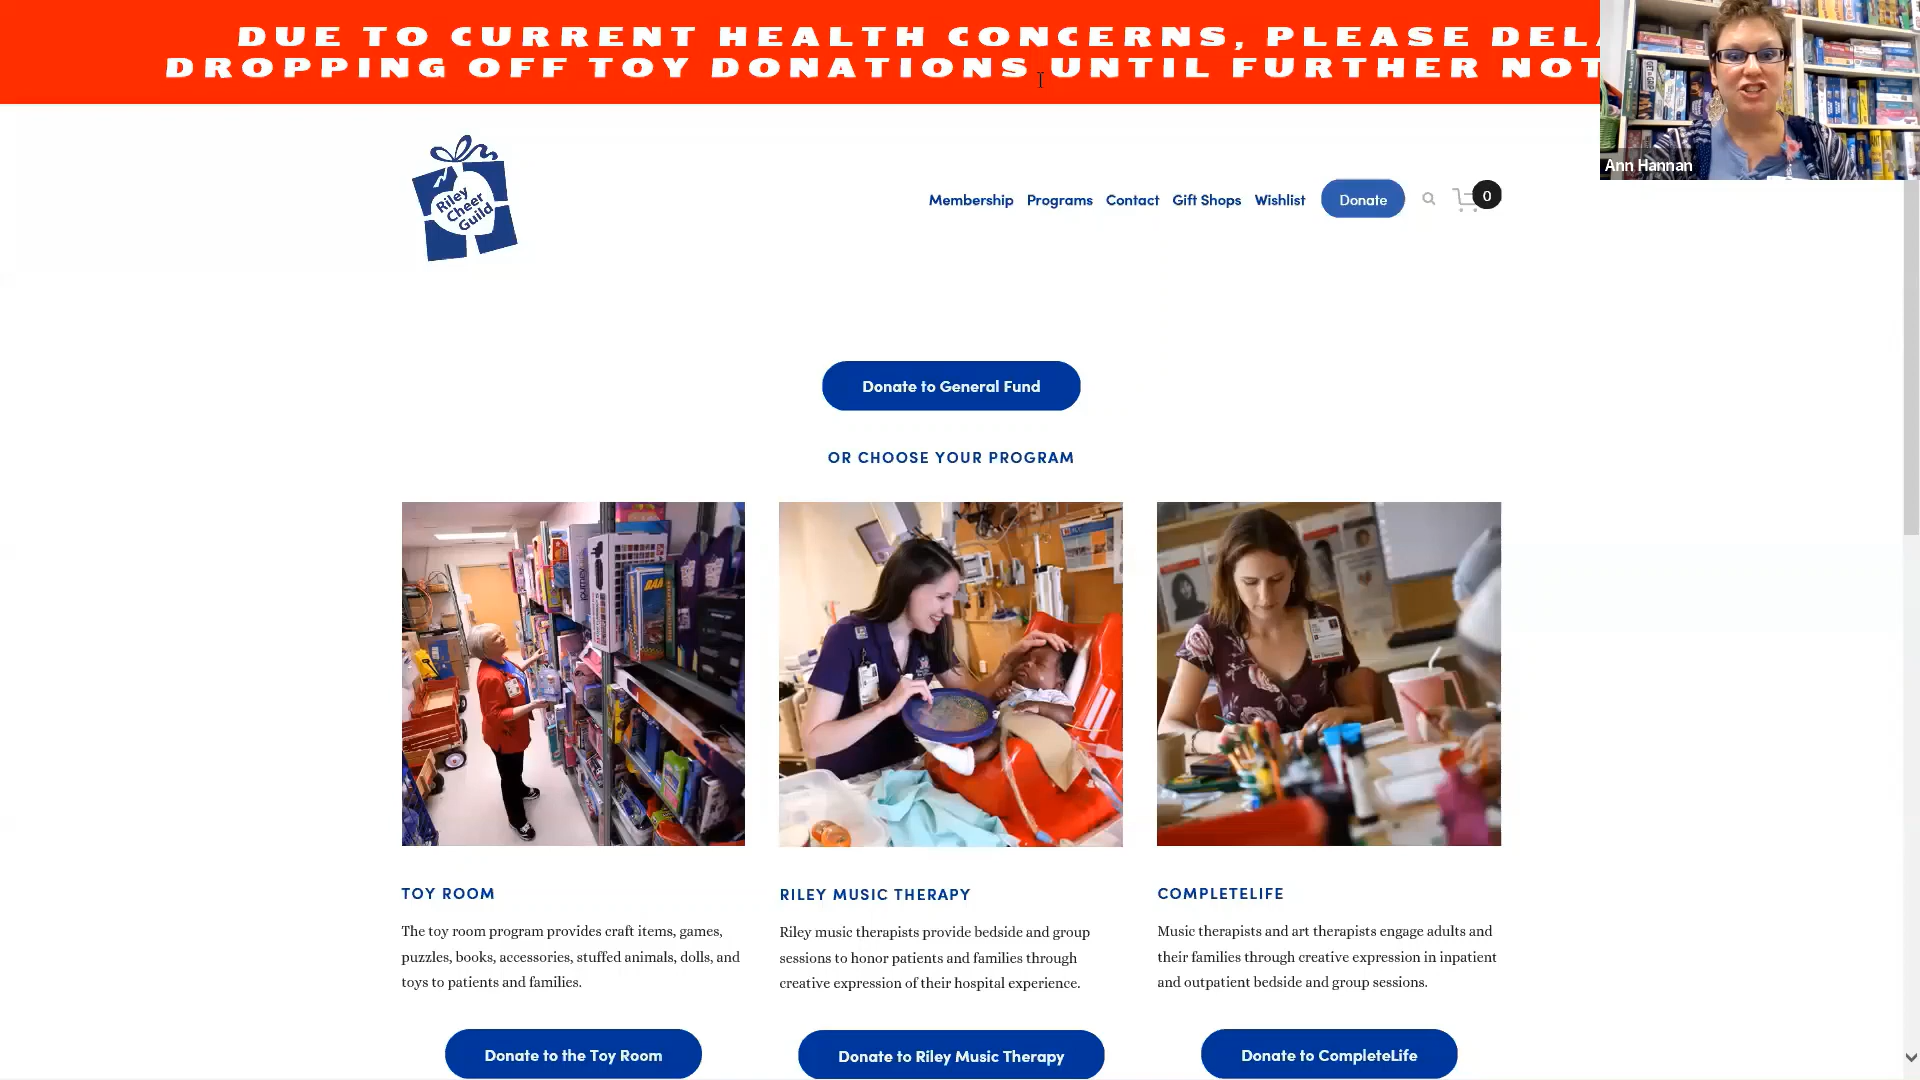 DUE TO CURRENT HEALTH CONCERNS, PLEASE
DROPPING OFF TOY DONATIONS UNTIL FURTHER
Ann Hannan
Riley
Cheer
Guild
Membership Programs Contact Gift Shops Wishlist Donate 0
Donate to General Fund
OR CHOOSE YOUR PROGRAM
TOY ROOM
The toy room program provides craft items, games,
puzzles, books, accessories, stuffed animals, dolls, and
toys to patients and families.
Donate to the Toy Room
RILEY MUSIC THERAPY
Riley music therapists provide bedside and group
sessions to honor patients and families through
creative expression of their hospital experience.
Donate to Riley Music Therapy
COMPLETELIFE
Music therapists and art therapists engage adults and
their families through creative expression in inpatient
and outpatient bedside and group sessions.
Donate to CompleteLife